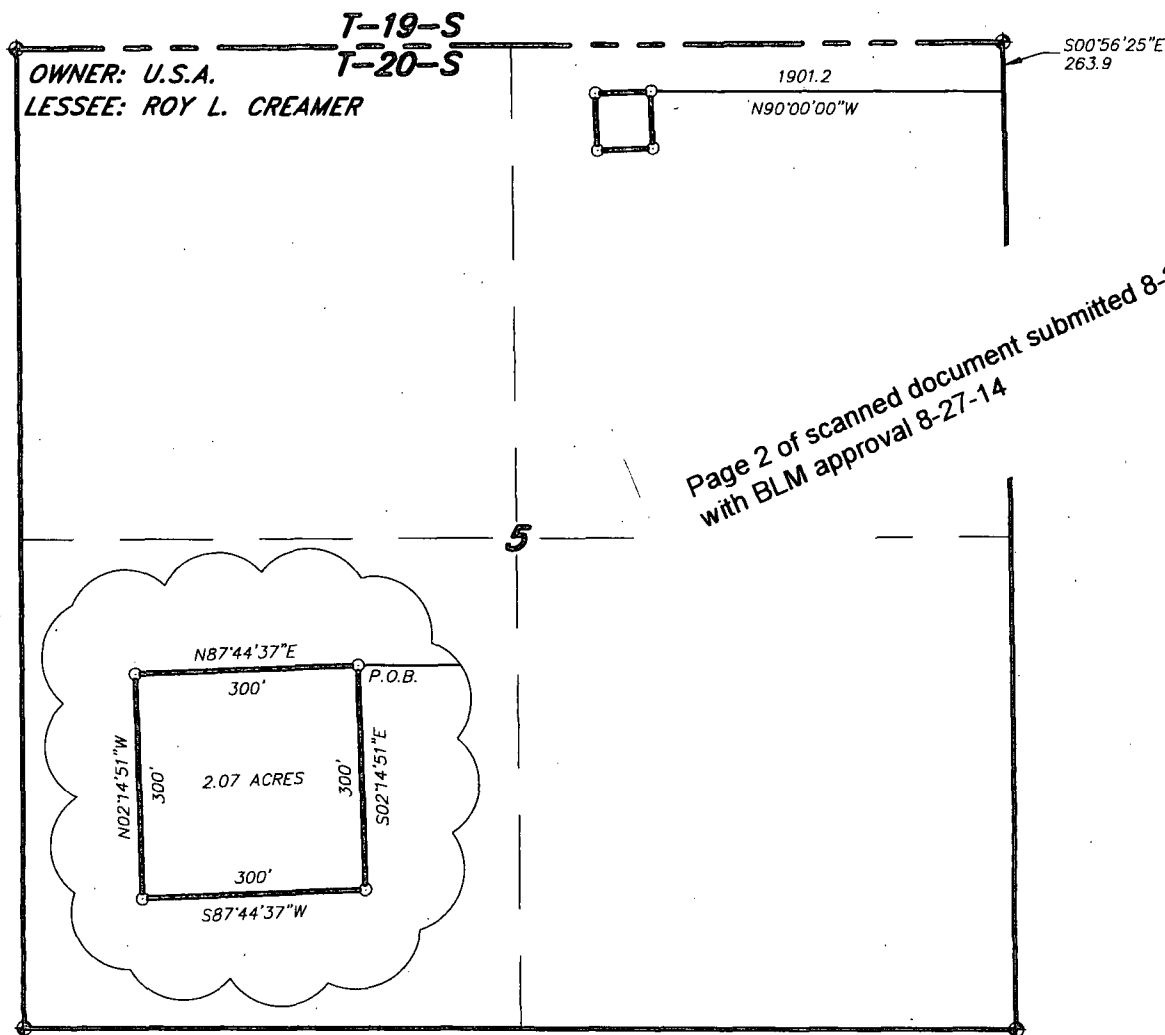 T-19-S
T-20-S
OWNER: U.S.A.
LESSEE: ROY L. CREAMER
S00°56'25"E
263.9
1901.2
N90°00'00"W
Page 2 of scanned document submitted
with BLM approval 8-27-14
5
N87°44'37"E
300'
P.O.B.
N02°14'51"W
300'
2.07 ACRES
300'
S02°14'51"E
300'
S87°44'37"W